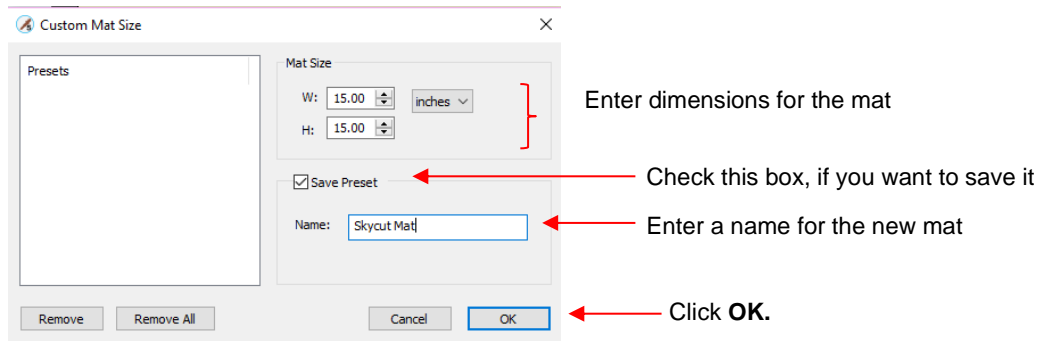 Custom Mat Size
Presets
Mat Size
W: 15.00 inches
H: 15.00
Enter dimensions for the mat
Save Preset
Check this box, if you want to save it
Name: Skycut Mat
Enter a name for the new mat
Remove Remove All Cancel OK
Click OK.